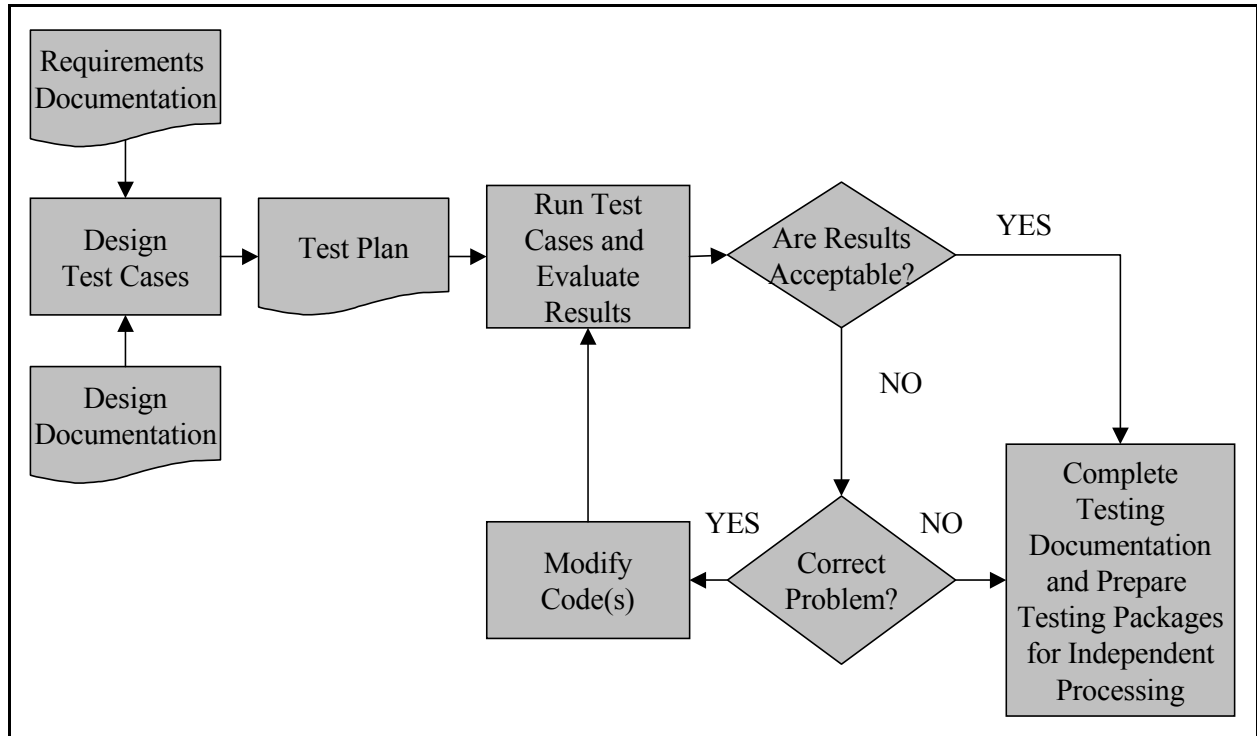 Requirements
Documentation
Design
Test Cases
Design
Documentation
Test Plan
Run Test
Cases and
Evaluate
Results
Are Results
Acceptable?
YES
NO
Correct
Problem?
YES
NO
Modify
Code(s)
Complete
Testing
Documentation
and Prepare
Testing Packages
for Independent
Processing